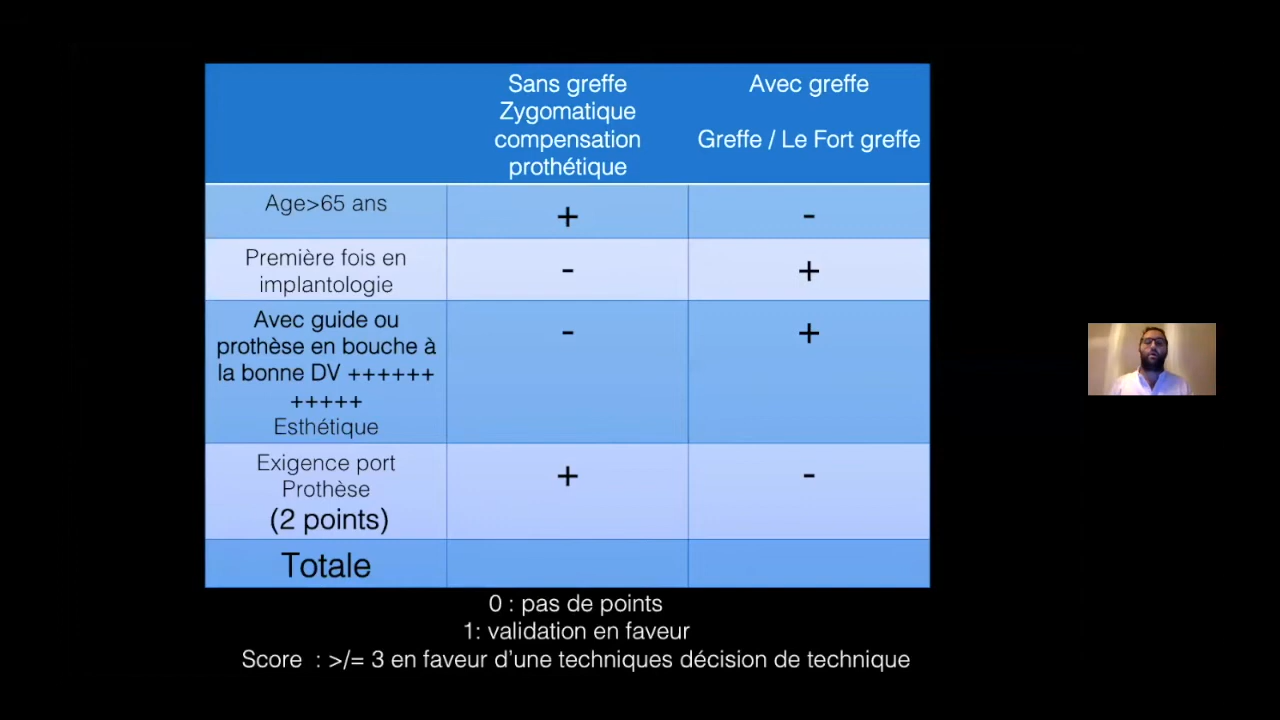 Sans greffe
Zygomatique
compensation
prothétique
Avec greffe
Greffe / Le Fort greffe
Age>65 ans
+
-
Première fois en
implantologie
-
+
Avec guide ou
prothèse en bouche à
la bonne DV ++++++
+++++
Esthétique
-
+
Exigence port
Prothèse
(2 points)
+
-
Totale
0 : pas de points
1: validation en faveur
Score : >/= 3 en faveur d'une techniques décision de technique